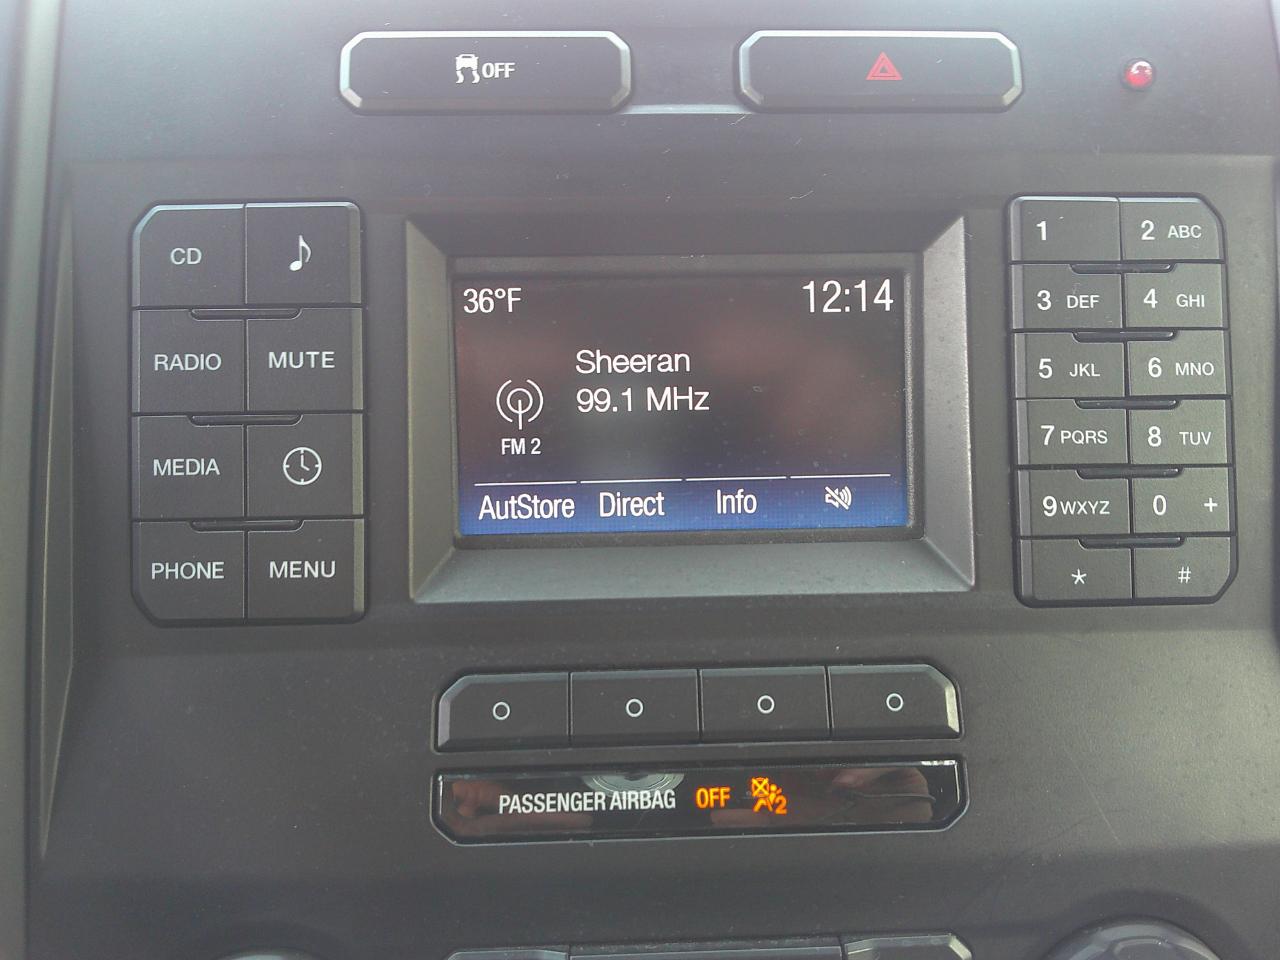 OFF
CD
RADIO MUTE
MEDIA
PHONE MENU
36°F 12:14
Sheeran
99.1 MHz
FM 2
AutStore Direct Info
1 2 ABC
3 DEF 4 GHI
5 JKL 6 MNO
7 PQRS 8 TUV
9 WXYZ 0 +
* #
PASSENGER AIRBAG OFF 2